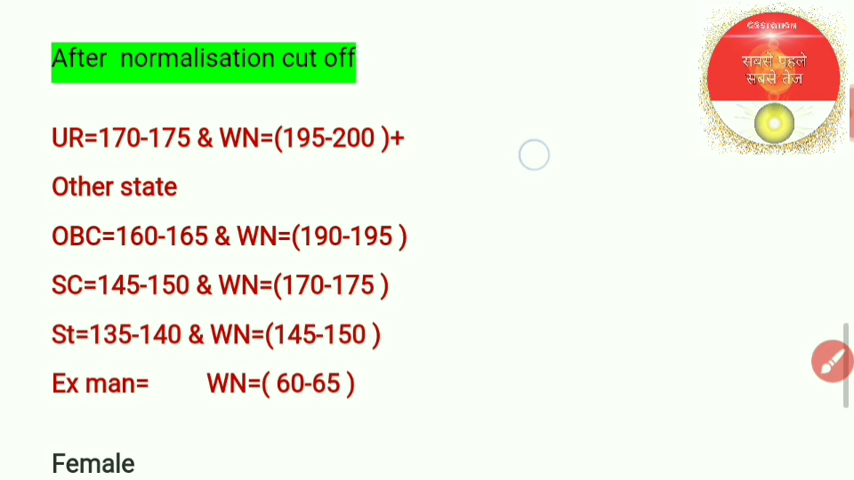 After normalisation cut off
UR=170-175 & WN=(195-200 )+
Other state
OBC=160-165 & WN=(190-195 )
SC=145-150 & WN=(170-175 )
St=135-140 & WN=(145-150 )
Ex man= WN=( 60-65 )
Female
सबसे पहले
सबसे तेज